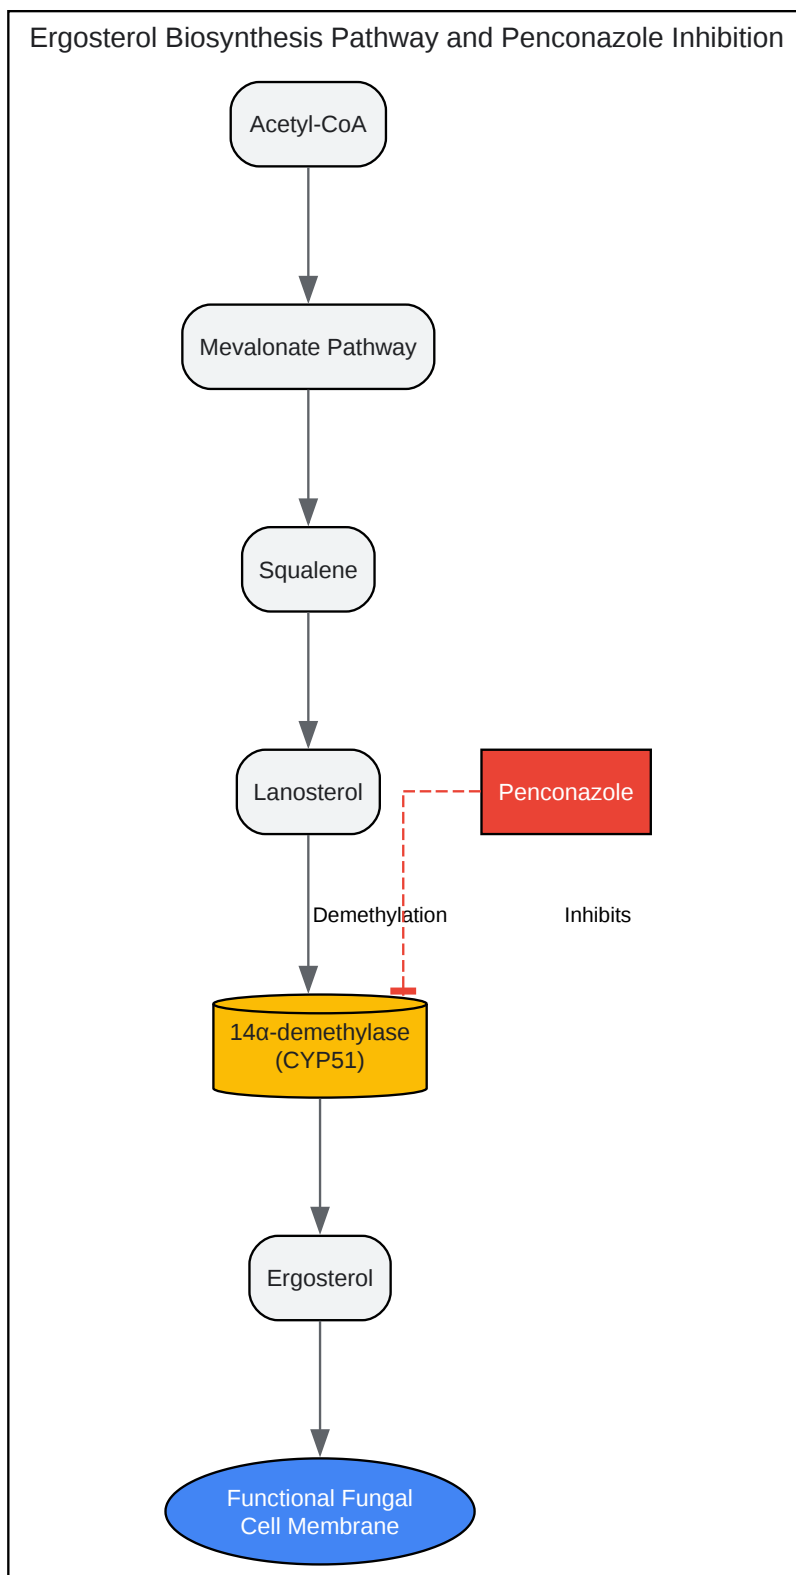 Ergosterol Biosynthesis Pathway and Penconazole Inhibition
Acetyl-CoA
Mevalonate Pathway
Squalene
Lanosterol
Penconazole
Demethylation
Inhibits
14α-demethylase
(CYP51)
Ergosterol
Functional Fungal
Cell Membrane